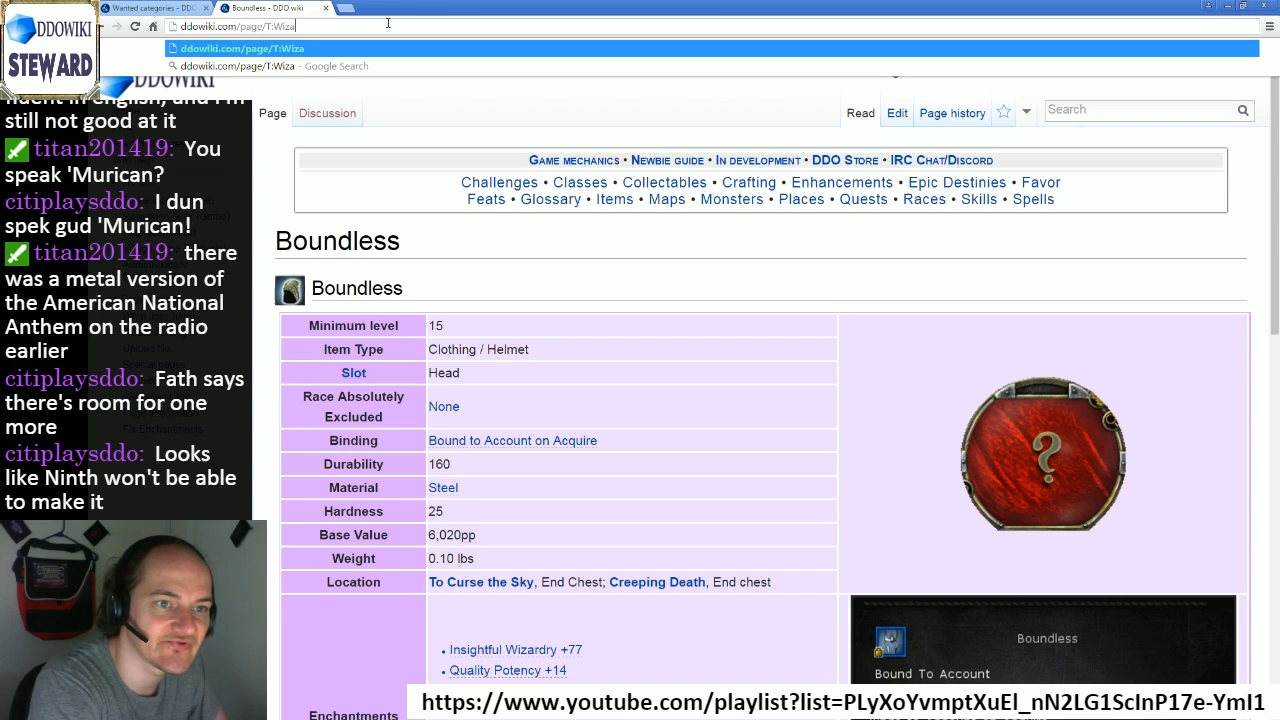 Wanted categories - DDO
Boundless - DDO wiki
ddowiki.com/page/T:Wiza
ddowiki.com/page/T:Wiza
ddowiki.com/page/T:Wiza - Google Search
DDOWIKI
STEWARD
DDOWIKI
fluent in english, and I'm
still not good at it
titan201419: You
speak 'Murican?
citiplaysddo: I dun
spek gud 'Murican!
titan201419: there
was a metal version of
the American National
Anthem on the radio
earlier
citiplaysddo: Fath says
there's room for one
more
citiplaysddo: Looks
like Ninth won't be able
to make it
Page Discussion
Read Edit Page history
Search
Game mechanics • Newbie guide • In development • DDO Store • IRC Chat/Discord
Challenges • Classes • Collectables • Crafting • Enhancements • Epic Destinies • Favor
Feats • Glossary • Items • Maps • Monsters • Places • Quests • Races • Skills • Spells
Boundless
Boundless
Minimum level 15
Item Type Clothing / Helmet
Slot Head
Race Absolutely
Excluded None
Binding Bound to Account on Acquire
Durability 160
Material Steel
Hardness 25
Base Value 6,020pp
Weight 0.10 lbs
Location To Curse the Sky, End Chest; Creeping Death, End chest
Enchantments
• Insightful Wizardry +77
• Quality Potency +14
?
Boundless
Bound To Account
https://www.youtube.com/playlist?list=PLyXoYvmptXuEl_nN2LG1ScInP17e-YmI1